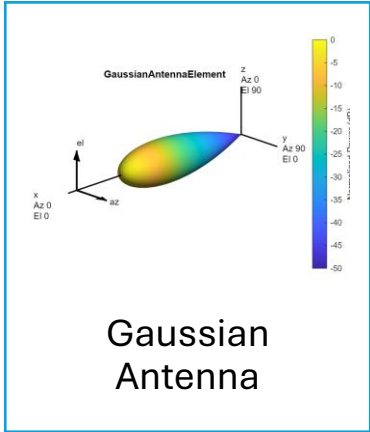 GaussianAntennaElement
z
Az 0
El 90
y
Az 90
El 0
el
az
x
Az 0
El 0
0
-5
-10
-15
-20
-25
-30
-35
-40
-45
-50
Gaussian
Antenna